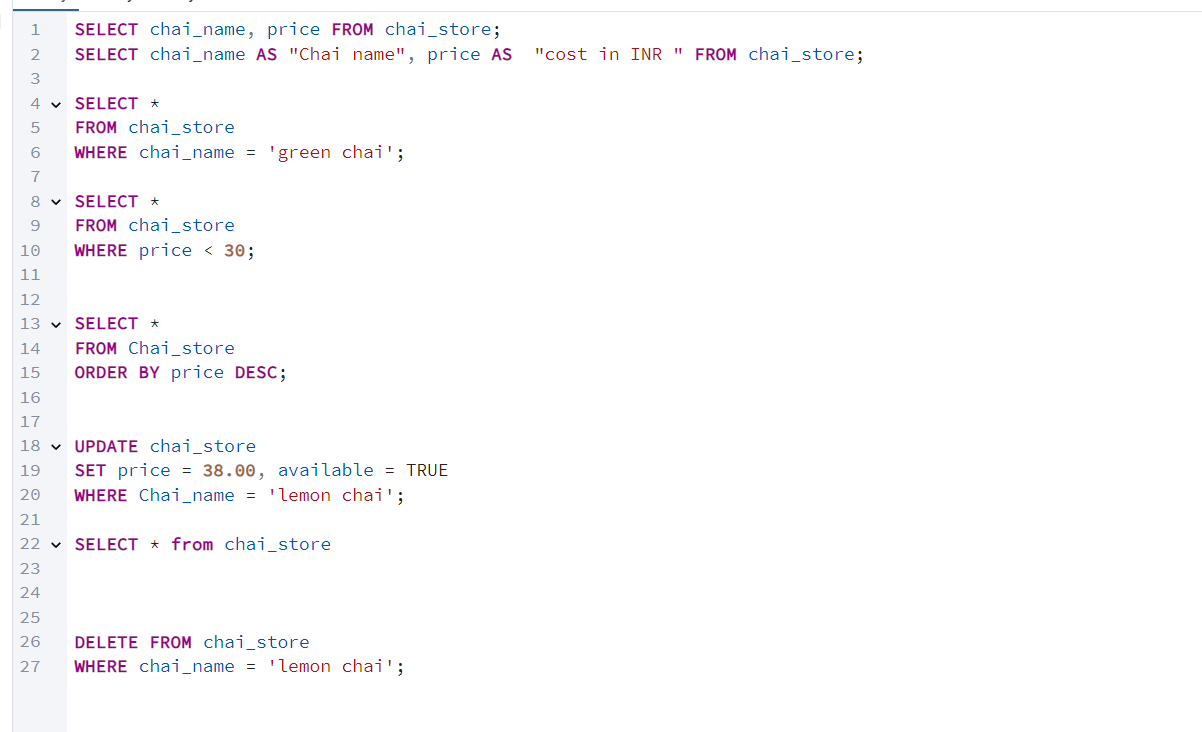 1 SELECT chai_name, price FROM chai_store;
2 SELECT chai_name AS "Chai name", price AS  "cost in INR " FROM chai_store;
3
4 SELECT *
5 FROM chai_store
6 WHERE chai_name = 'green chai';
7
8 SELECT *
9 FROM chai_store
10 WHERE price < 30;
11
12
13 SELECT *
14 FROM Chai_store
15 ORDER BY price DESC;
16
17
18 UPDATE chai_store
19 SET price = 38.00, available = TRUE
20 WHERE Chai_name = 'lemon chai';
21
22 SELECT * from chai_store
23
24
25
26 DELETE FROM chai_store
27 WHERE chai_name = 'lemon chai';